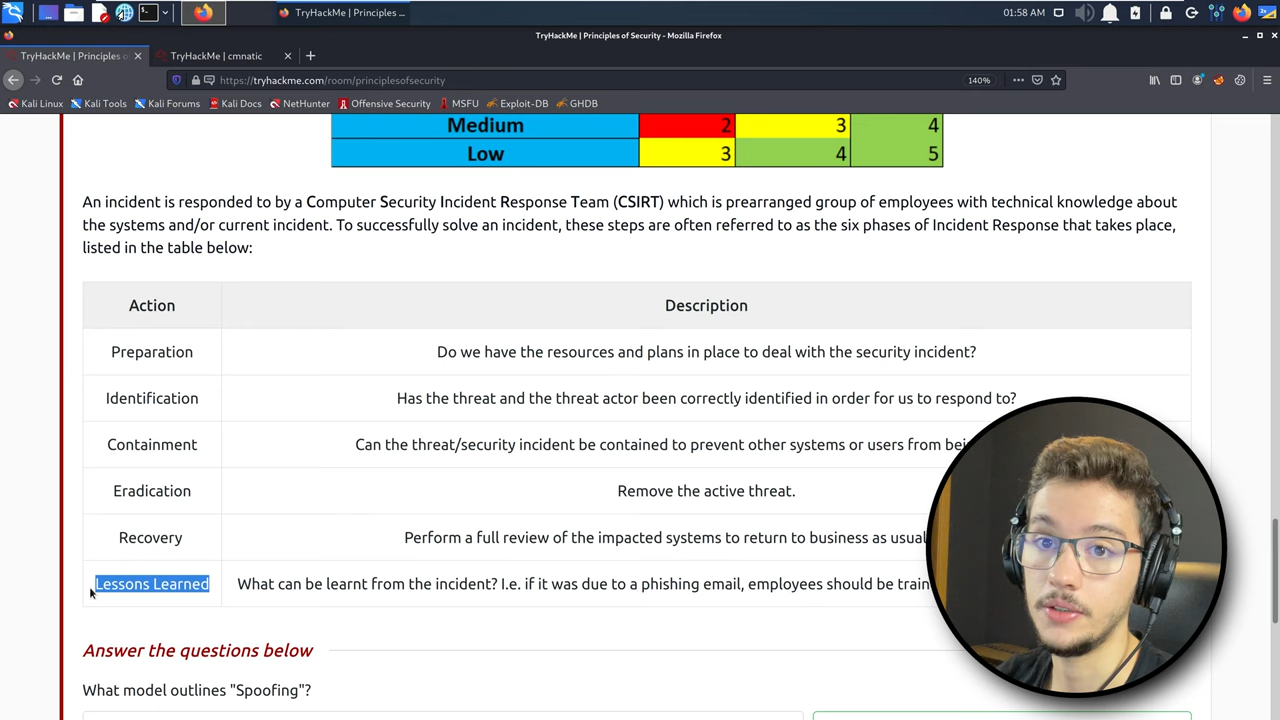 01:58 AM
TryHackMe | Principles ...
TryHackMe | Principles of Security - Mozilla Firefox
TryHackMe | Principles of
TryHackMe | cmnatic
https://tryhackme.com/room/principlesofsecurity
140%
Kali Linux
Kali Tools
Kali Forums
Kali Docs
NetHunter
Offensive Security
MSFU
Exploit-DB
GHDB
Medium 2 3 4
Low 3 4 5
An incident is responded to by a Computer Security Incident Response Team (CSIRT) which is prearranged group of employees with technical knowledge about
the systems and/or current incident. To successfully solve an incident, these steps are often referred to as the six phases of Incident Response that takes place,
listed in the table below:
Action Description
Preparation Do we have the resources and plans in place to deal with the security incident?
Identification Has the threat and the threat actor been correctly identified in order for us to respond to?
Containment Can the threat/security incident be contained to prevent other systems or users from
Eradication Remove the active threat.
Recovery Perform a full review of the impacted systems to return to business as usual
Lessons Learned What can be learnt from the incident? I.e. if it was due to a phishing email, employees should be
Answer the questions below
What model outlines "Spoofing"?